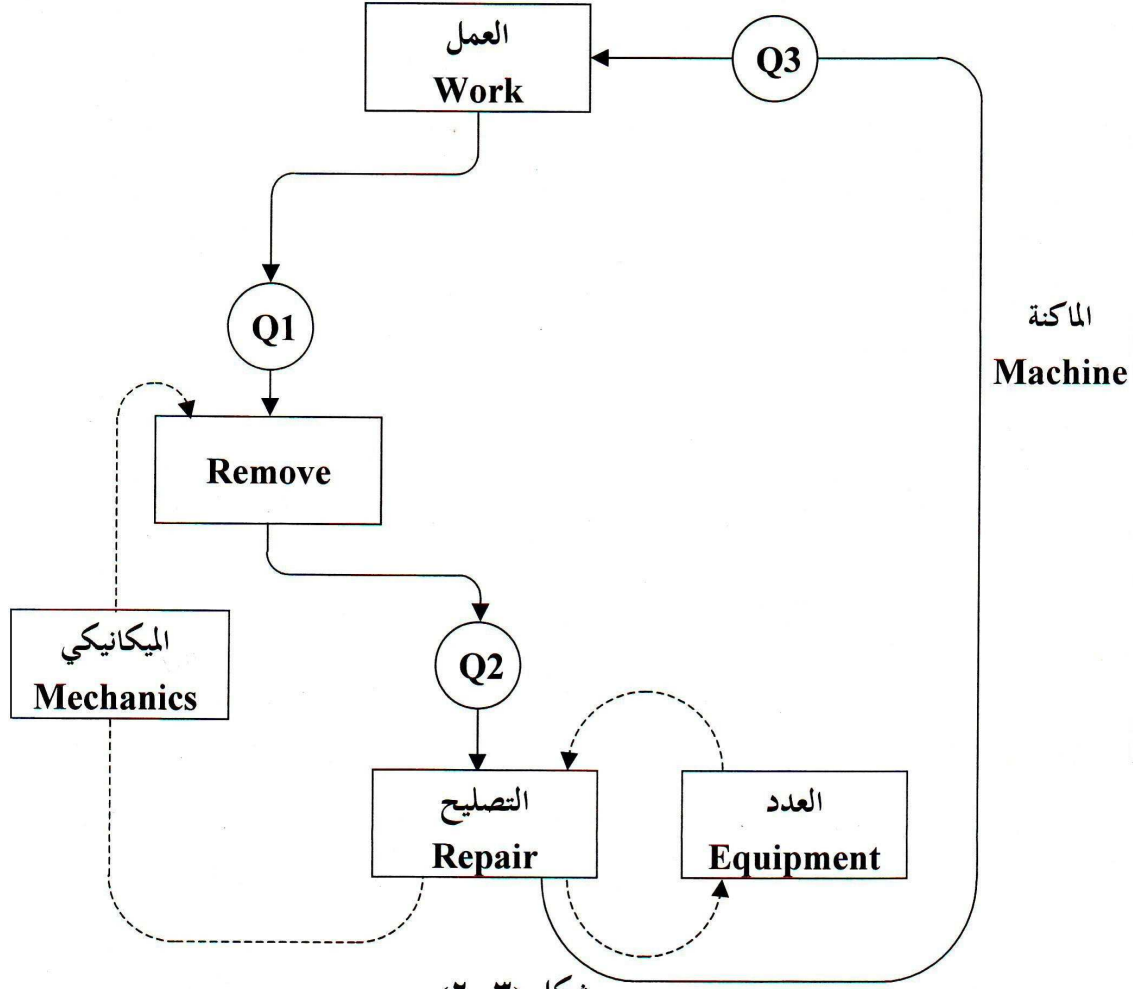 العمل
Work
Q3
Q1
الماكنة
Machine
Remove
الميكانيكي
Mechanics
Q2
التصليح
Repair
العدد
Equipment